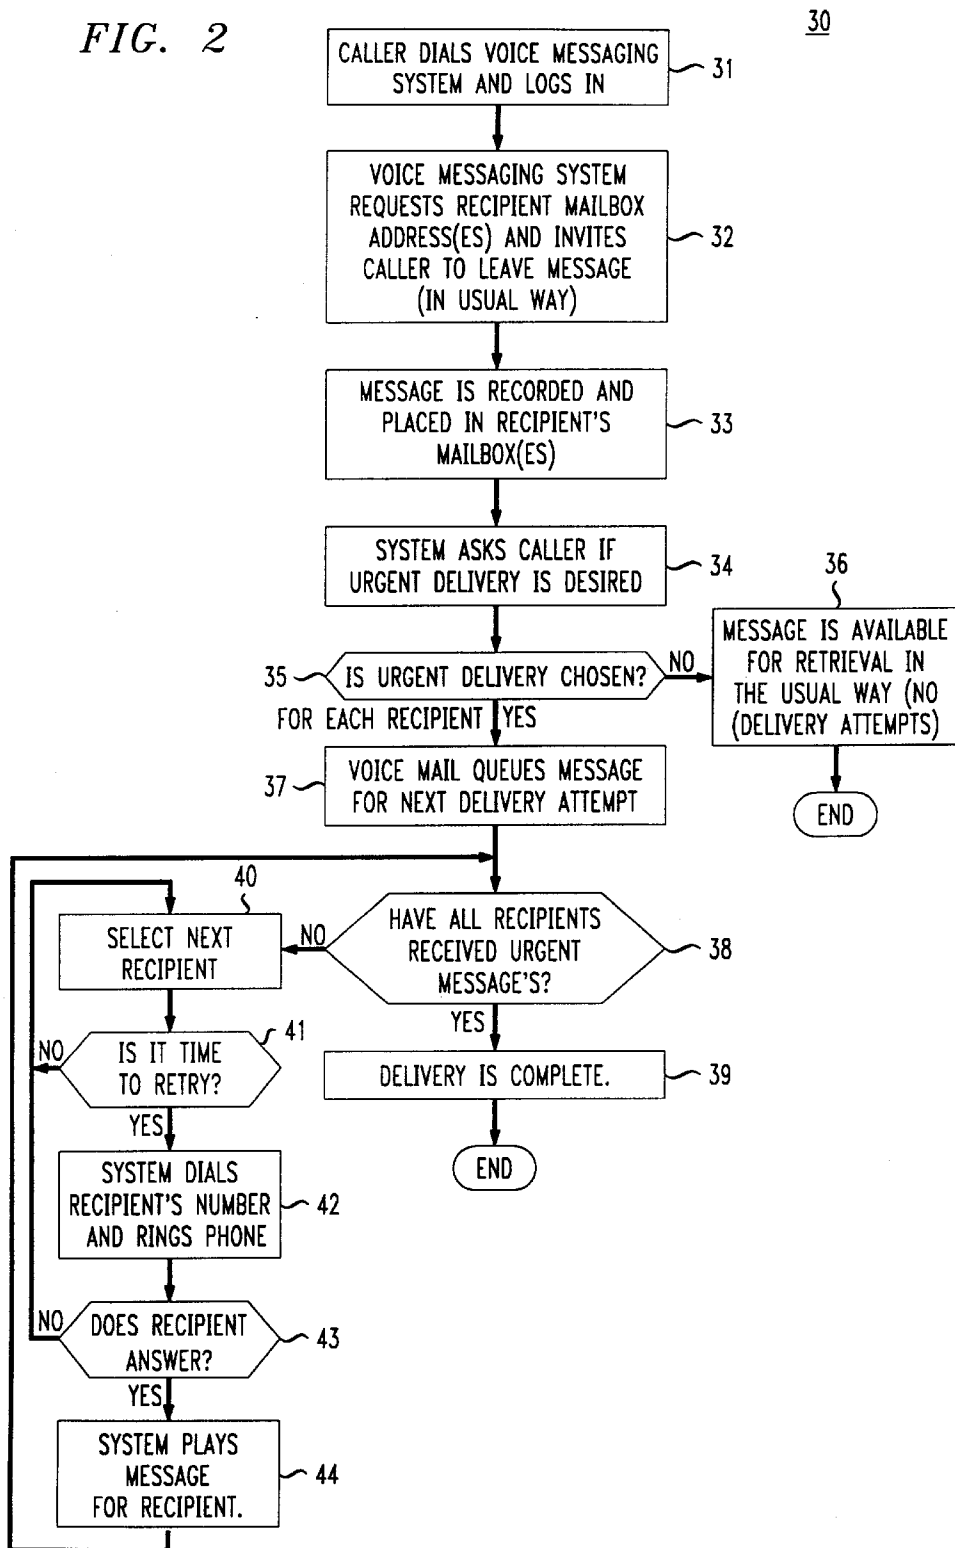 FIG. 2
30
CALLER DIALS VOICE MESSAGING
SYSTEM AND LOGS IN
31
VOICE MESSAGING SYSTEM
REQUESTS RECIPIENT MAILBOX
ADDRESS(ES) AND INVITES
CALLER TO LEAVE MESSAGE
(IN USUAL WAY)
32
MESSAGE IS RECORDED AND
PLACED IN RECIPIENT'S
MAILBOX(ES)
33
SYSTEM ASKS CALLER IF
URGENT DELIVERY IS DESIRED
34
35
IS URGENT DELIVERY CHOSEN?
NO
36
MESSAGE IS AVAILABLE
FOR RETRIEVAL IN
THE USUAL WAY (NO
(DELIVERY ATTEMPTS)
END
FOR EACH RECIPIENT
YES
37
VOICE MAIL QUEUES MESSAGE
FOR NEXT DELIVERY ATTEMPT
HAVE ALL RECIPIENTS
RECEIVED URGENT
MESSAGE'S?
38
NO
YES
DELIVERY IS COMPLETE.
39
END
40
SELECT NEXT
RECIPIENT
41
IS IT TIME
TO RETRY?
NO
YES
SYSTEM DIALS
RECIPIENT'S NUMBER
AND RINGS PHONE
42
NO
DOES RECIPIENT
ANSWER?
43
YES
SYSTEM PLAYS
MESSAGE
FOR RECIPIENT.
44